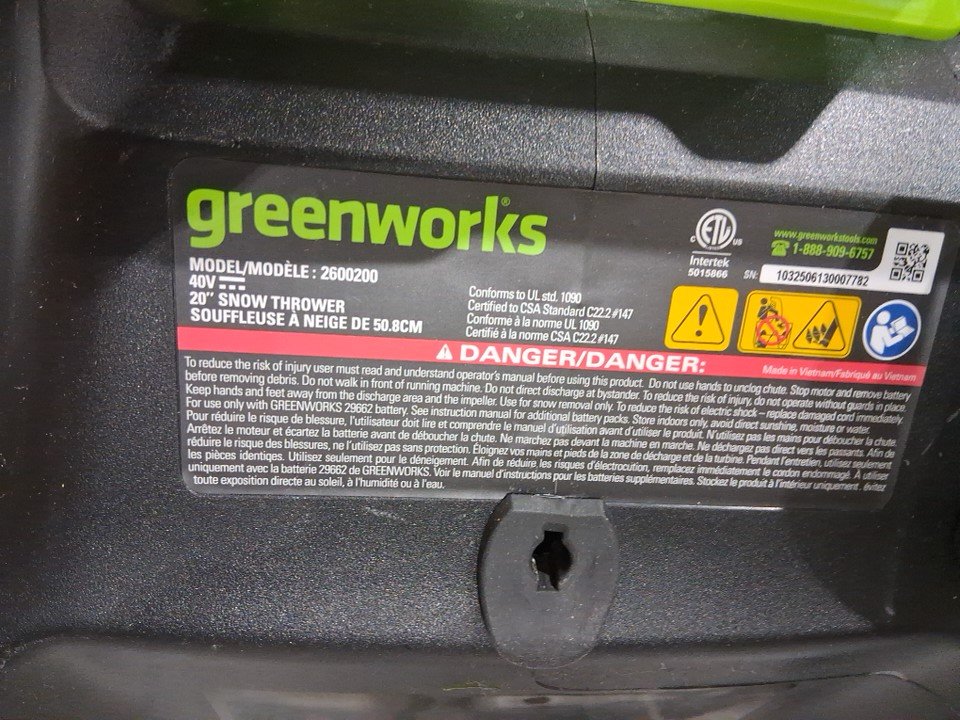 greenworks®
MODEL/MODÈLE : 2600200
40V
20" SNOW THROWER
SOUFFLEUSE À NEIGE DE 50.8CM
Conforms to UL std. 1090
Certified to CSA Standard C22.2 #147
Conforme à la norme UL 1090
Certifié à la norme CSA C22.2 #147
C ETL US
Intertek
5015866
www.greenworkstools.com
1-888-909-6757
SN: 1032506130007782
DANGER/DANGER:
Made in Vietnam/Fabriqué au Vietnam
To reduce the risk of injury user must read and understand operator's manual before using this product. Do not use hands to unclog chute. Stop motor and remove battery
before removing debris. Do not walk in front of running machine. Do not direct discharge at bystander. To reduce the risk of injury, do not operate without guards in place.
Keep hands and feet away from the discharge area and the impeller. Use for snow removal only. To reduce the risk of electric shock – replace damaged cord immediately.
For use only with GREENWORKS 29662 battery. See instruction manual for additional battery packs. Store indoors only, avoid direct sunshine, moisture or water.
Pour réduire le risque de blessure, l'utilisateur doit lire et comprendre le manuel d'utilisation avant d'utiliser le produit. N'utilisez pas les mains pour déboucher la chute.
Arrêtez le moteur et écartez la batterie avant de déboucher la chute. Ne marchez pas devant la machine en marche. Ne déchargez pas direct vers les passants. Afin de
réduire le risque des blessures, ne l'utilisez pas sans protection. Éloignez vos mains et pieds de la zone de décharge et de la turbine. Pendant l'entretien, utilisez seulement
les pièces identiques. Utilisez seulement pour le déneigement. Afin de réduire les risques d'électrocution, remplacez immédiatement le cordon endommagé. À utiliser
uniquement avec la batterie 29662 de GREENWORKS. Voir le manuel d'instructions pour les batteries supplémentaires. Stockez le produit à l'intérieur uniquement. évitez
toute exposition directe au soleil, à l'humidité ou à l'eau.